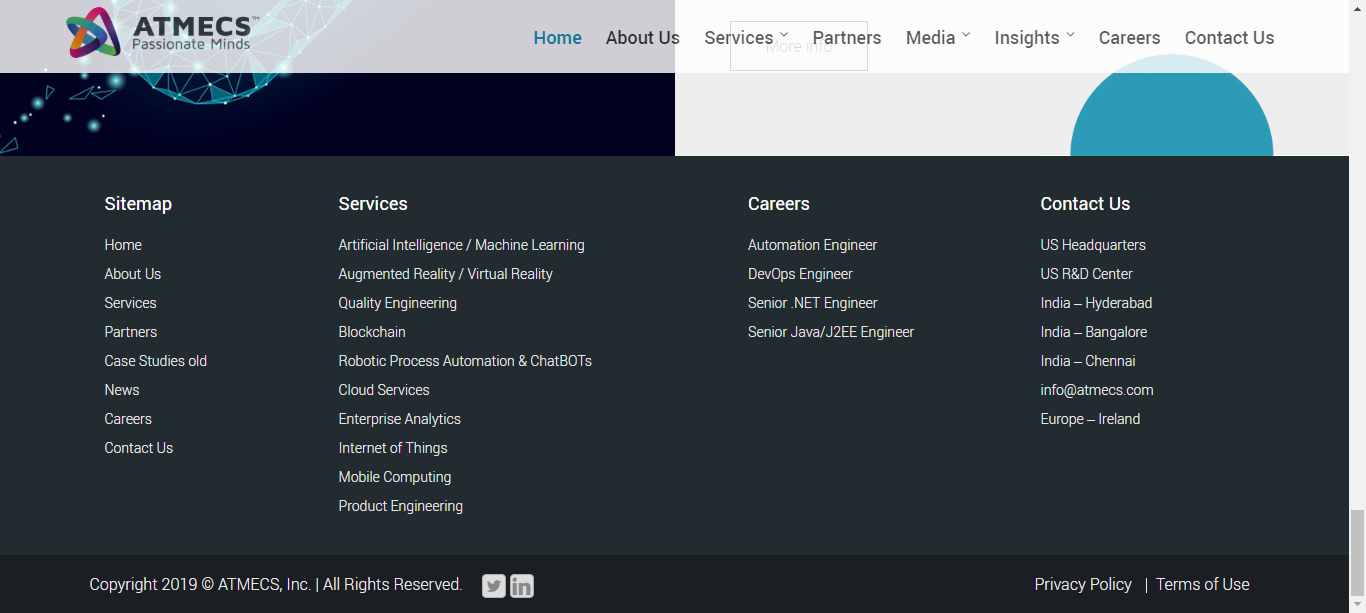 ATMECS™
Passionate Minds
Home About Us Services Partners Media Insights Careers Contact Us
More info
Sitemap
Home
About Us
Services
Partners
Case Studies old
News
Careers
Contact Us
Services
Artificial Intelligence / Machine Learning
Augmented Reality / Virtual Reality
Quality Engineering
Blockchain
Robotic Process Automation & ChatBOTs
Cloud Services
Enterprise Analytics
Internet of Things
Mobile Computing
Product Engineering
Careers
Automation Engineer
DevOps Engineer
Senior .NET Engineer
Senior Java/J2EE Engineer
Contact Us
US Headquarters
US R&D Center
India – Hyderabad
India – Bangalore
India – Chennai
info@atmecs.com
Europe – Ireland
Copyright 2019 © ATMECS, Inc. | All Rights Reserved. in Privacy Policy | Terms of Use